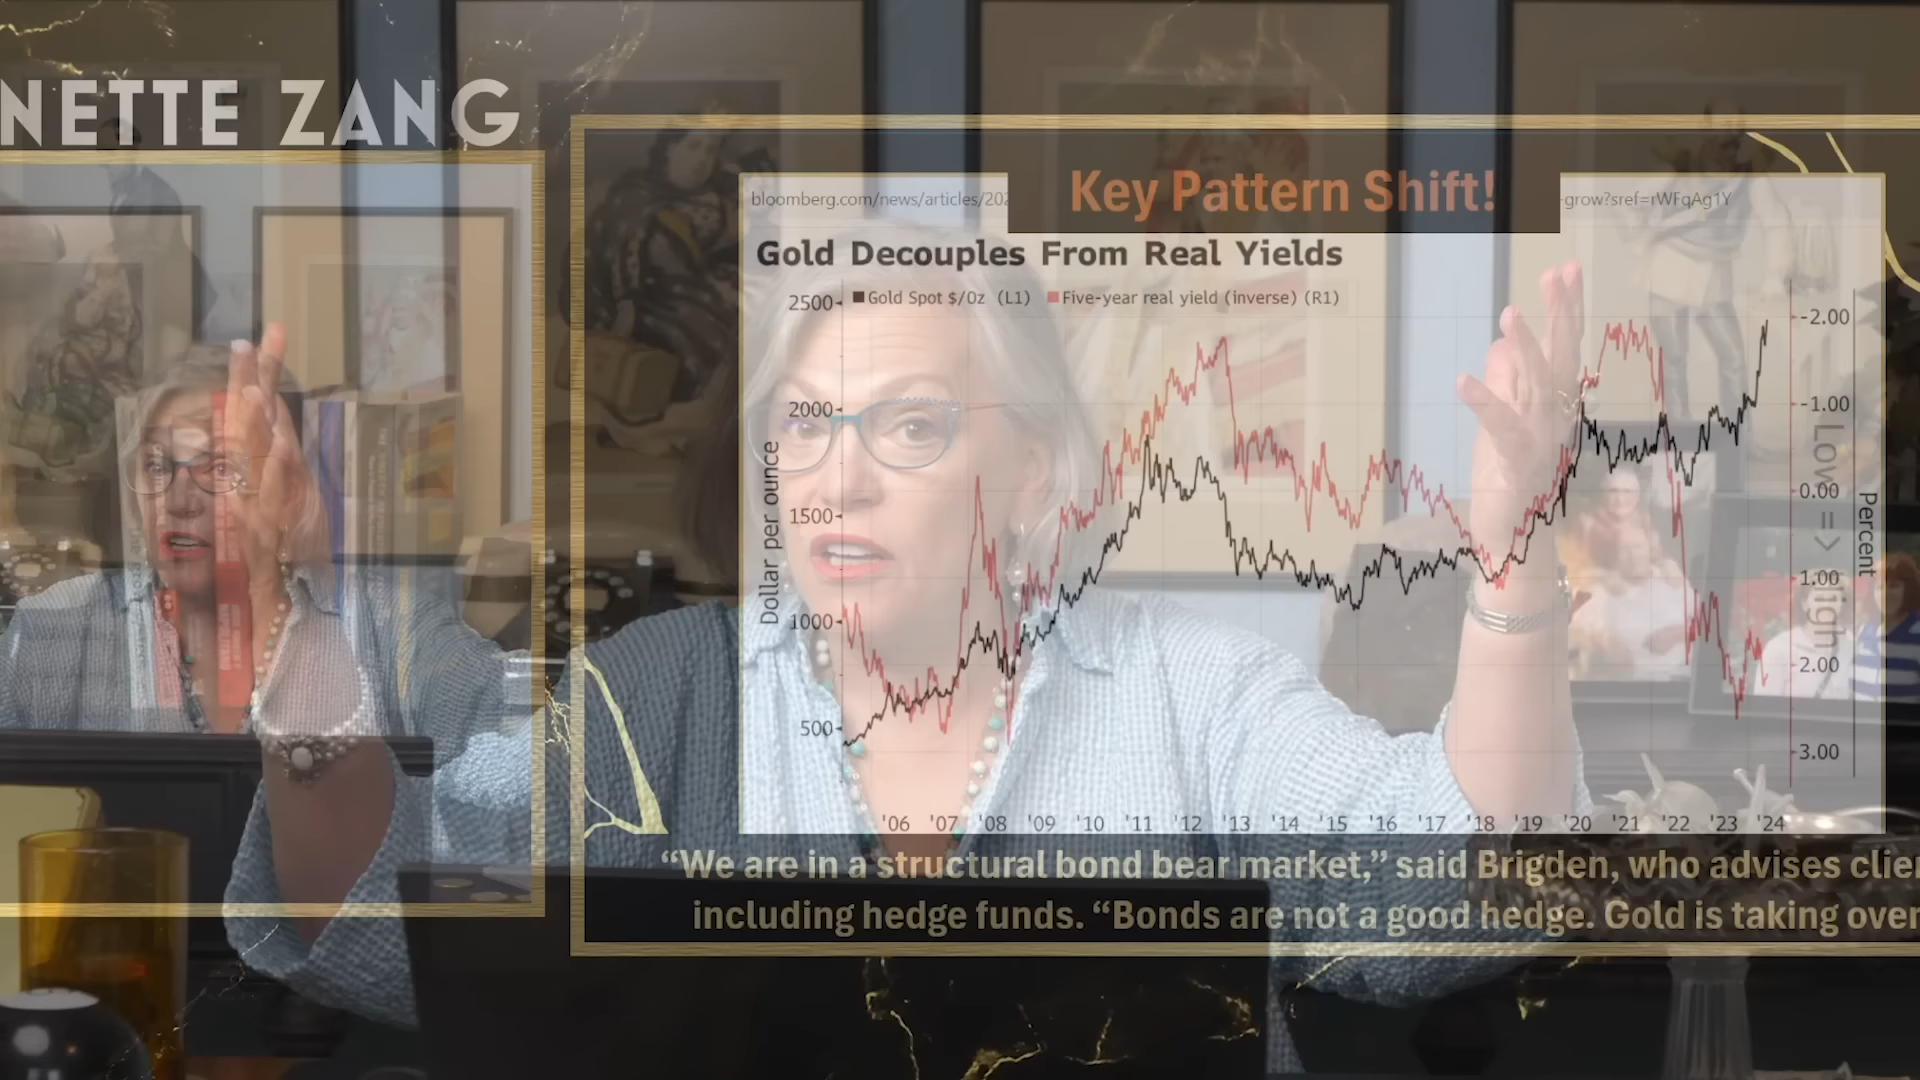 NETTE ZANG
Key Pattern Shift!
bloomberg.com/news/articles/202
-grow?sref=rWFqAg1Y
Gold Decouples From Real Yields
Gold Spot $/Oz (L1) Five-year real yield (inverse) (R1)
2500
2000
1500
1000
500
Dollar per ounce
-2.00
-1.00
0.00
1.00
2.00
3.00
Percent
Low => High
'06 '07 '08 '09 '10 '11 '12 '13 '14 '15 '16 '17 '18 '19 '20 '21 '22 '23 '24
“We are in a structural bond bear market,” said Brigden, who advises clien
including hedge funds. “Bonds are not a good hedge. Gold is taking over